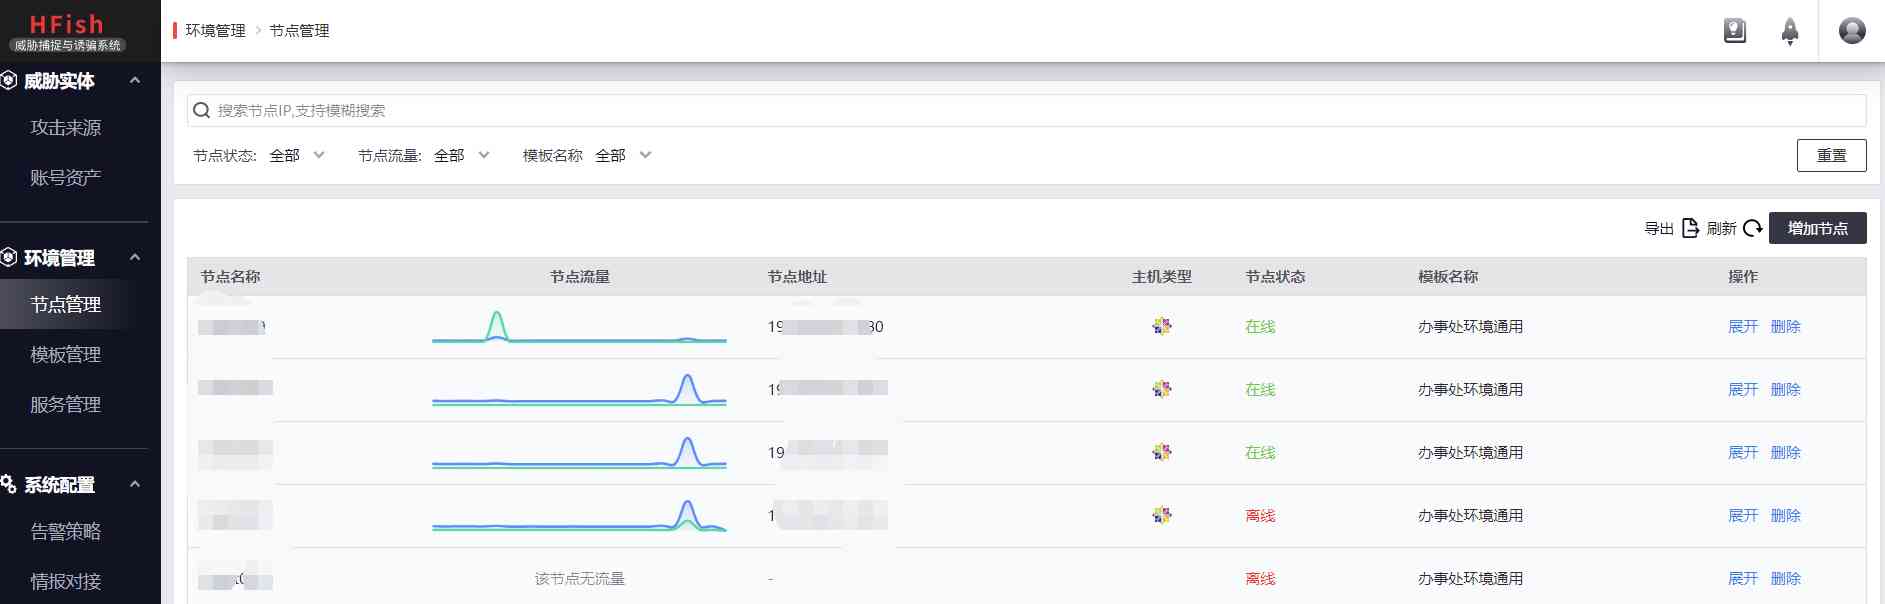 HFish
威胁捕捉与诱骗系统
威胁实体
攻击来源
账号资产
环境管理
节点管理
模板管理
服务管理
系统配置
告警策略
情报对接
环境管理 > 节点管理
搜索节点IP,支持模糊搜索
节点状态: 全部 节点流量: 全部 模板名称 全部 重置
导出 刷新 增加节点
节点名称 节点流量 节点地址 主机类型 节点状态 模板名称 操作
19 80 在线 办事处环境通用 展开 删除
19 在线 办事处环境通用 展开 删除
19 在线 办事处环境通用 展开 删除
1 离线 办事处环境通用 展开 删除
该节点无流量 - 离线 办事处环境通用 展开 删除